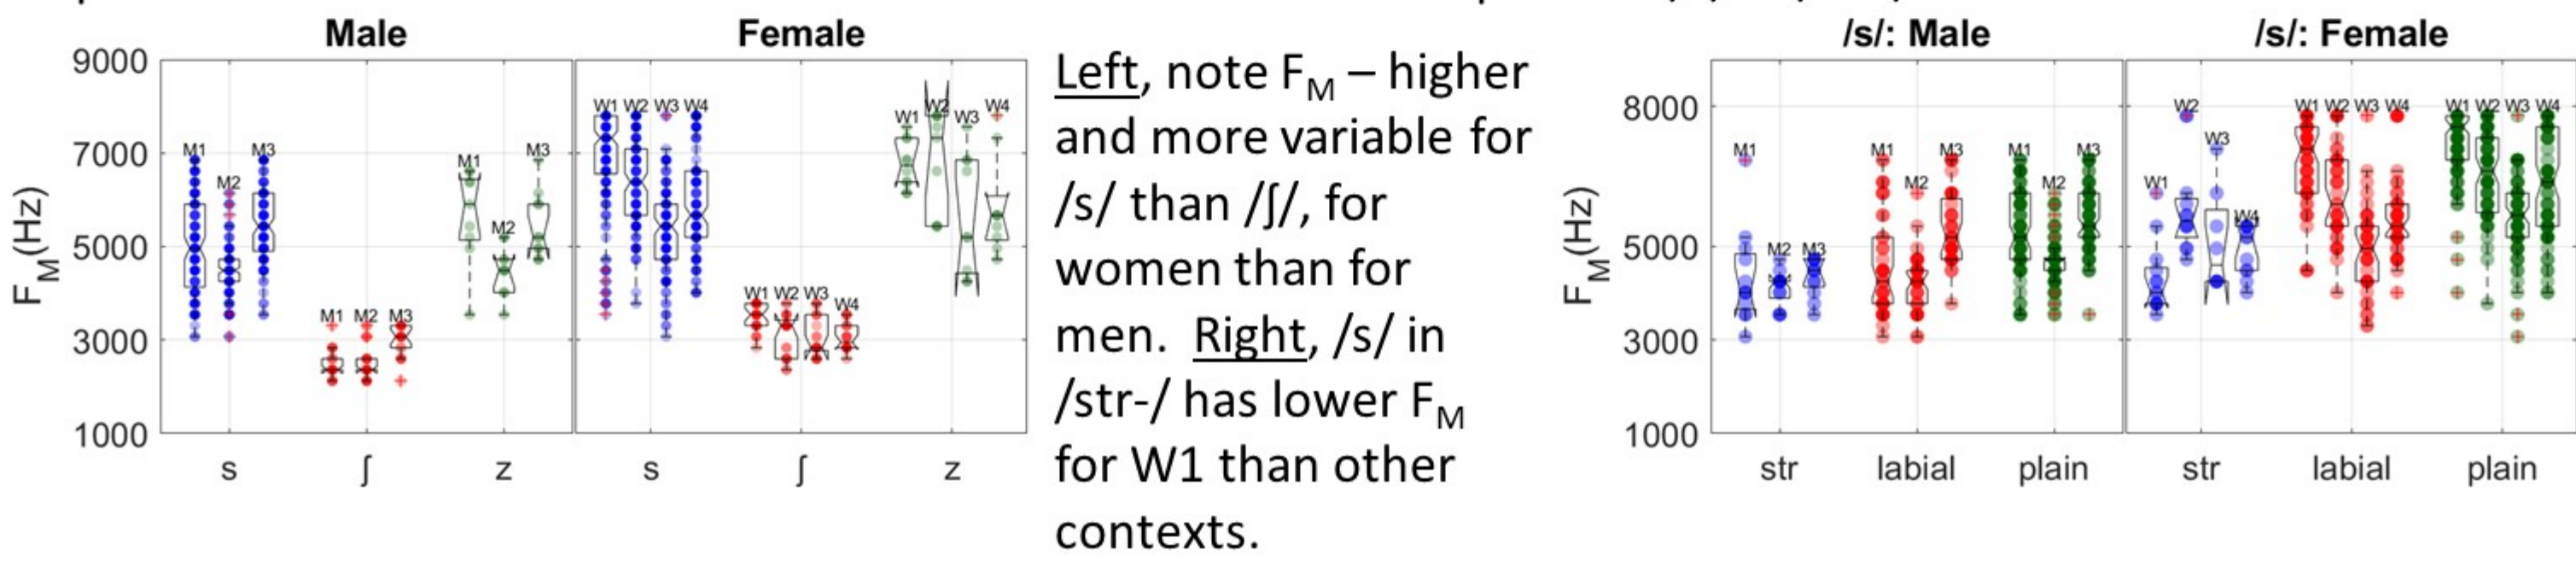 Male Female
9000
7000
5000
3000
1000
F_M(Hz)
M1 M2 M3
M1 M2 M3
M1 M2 M3
W1 W2 W3 W4
W1 W2 W3 W4
W1 W2 W3 W4
s ʃ z s ʃ z
Left, note F_M – higher
and more variable for
/s/ than /ʃ/, for
women than for
men. Right, /s/ in
/str-/ has lower F_M
for W1 than other
contexts.
/s/: Male /s/: Female
8000
5000
3000
1000
F_M(Hz)
M1 M2 M3
M1 M2 M3
M1 M2 M3
W1 W2 W3 W4
W1 W2 W3 W4
W1 W2 W3 W4
str labial plain str labial plain